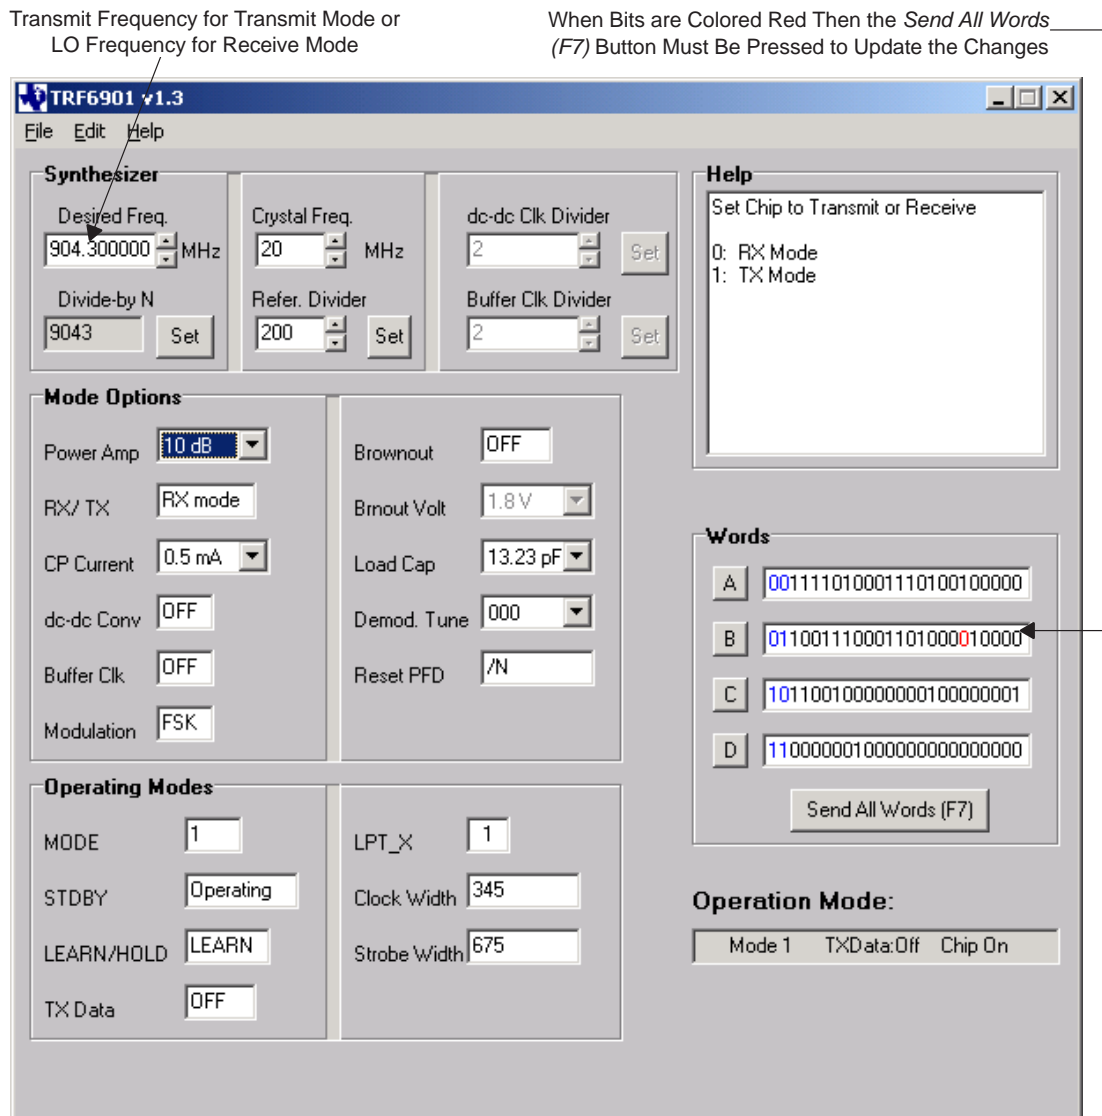 Transmit Frequency for Transmit Mode or
LO Frequency for Receive Mode
When Bits are Colored Red Then the Send All Words
(F7) Button Must Be Pressed to Update the Changes
TRF6901 v1.3
File Edit Help
Synthesizer
Desired Freq.
904.300000 MHz
Divide-by N
9043 Set
Crystal Freq.
20 MHz
Refer. Divider
200 Set
dc-dc Clk Divider
2 Set
Buffer Clk Divider
2 Set
Help
Set Chip to Transmit or Receive
0: RX Mode
1: TX Mode
Mode Options
Power Amp 10 dB
RX/ TX RX mode
CP Current 0.5 mA
dc-dc Conv OFF
Buffer Clk OFF
Modulation FSK
Brownout OFF
Brnout Volt 1.8 V
Load Cap 13.23 pF
Demod. Tune 000
Reset PFD /N
Words
A 001111010001110100100000
B 011001110001101000010000
C 101100100000000100000001
D 110000001000000000000000
Send All Words (F7)
Operating Modes
MODE 1
STDBY Operating
LEARN/HOLD LEARN
TX Data OFF
LPT_X 1
Clock Width 345
Strobe Width 675
Operation Mode:
Mode 1 TXData:Off Chip On